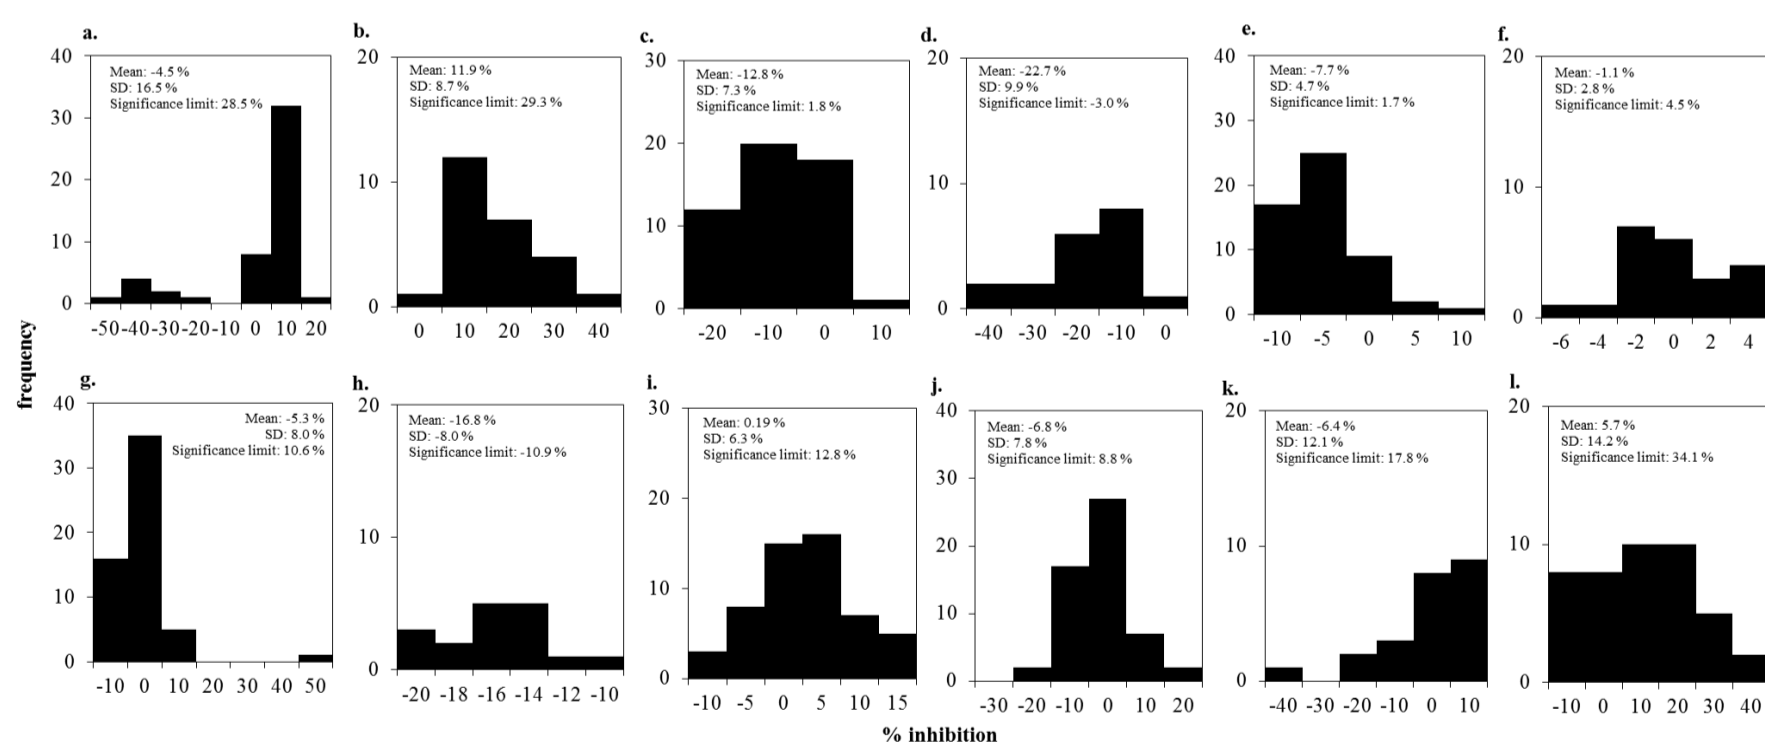 a.
Mean: -4.5 %
SD: 16.5 %
Significance limit: 28.5 %
40
30
20
10
0
-50 -40 -30 -20 -10 0 10 20
b.
Mean: 11.9 %
SD: 8.7 %
Significance limit: 29.3 %
20
10
0
0 10 20 30 40
c.
Mean: -12.8 %
SD: 7.3 %
Significance limit: 1.8 %
30
20
10
0
-20 -10 0 10
d.
Mean: -22.7 %
SD: 9.9 %
Significance limit: -3.0 %
20
10
0
-40 -30 -20 -10 0
e.
Mean: -7.7 %
SD: 4.7 %
Significance limit: 1.7 %
40
30
20
10
0
-10 -5 0 5 10
f.
Mean: -1.1 %
SD: 2.8 %
Significance limit: 4.5 %
20
10
0
-6 -4 -2 0 2 4
frequency
g.
Mean: -5.3 %
SD: 8.0 %
Significance limit: 10.6 %
40
30
20
10
0
-10 0 10 20 30 40 50
h.
Mean: -16.8 %
SD: -8.0 %
Significance limit: -10.9 %
20
10
0
-20 -18 -16 -14 -12 -10
i.
Mean: 0.19 %
SD: 6.3 %
Significance limit: 12.8 %
30
20
10
0
-10 -5 0 5 10 15
j.
Mean: -6.8 %
SD: 7.8 %
Significance limit: 8.8 %
40
30
20
10
0
-30 -20 -10 0 10 20
k.
Mean: -6.4 %
SD: 12.1 %
Significance limit: 17.8 %
20
10
0
-40 -30 -20 -10 0 10
l.
Mean: 5.7 %
SD: 14.2 %
Significance limit: 34.1 %
20
10
0
-10 0 10 20 30 40
% inhibition